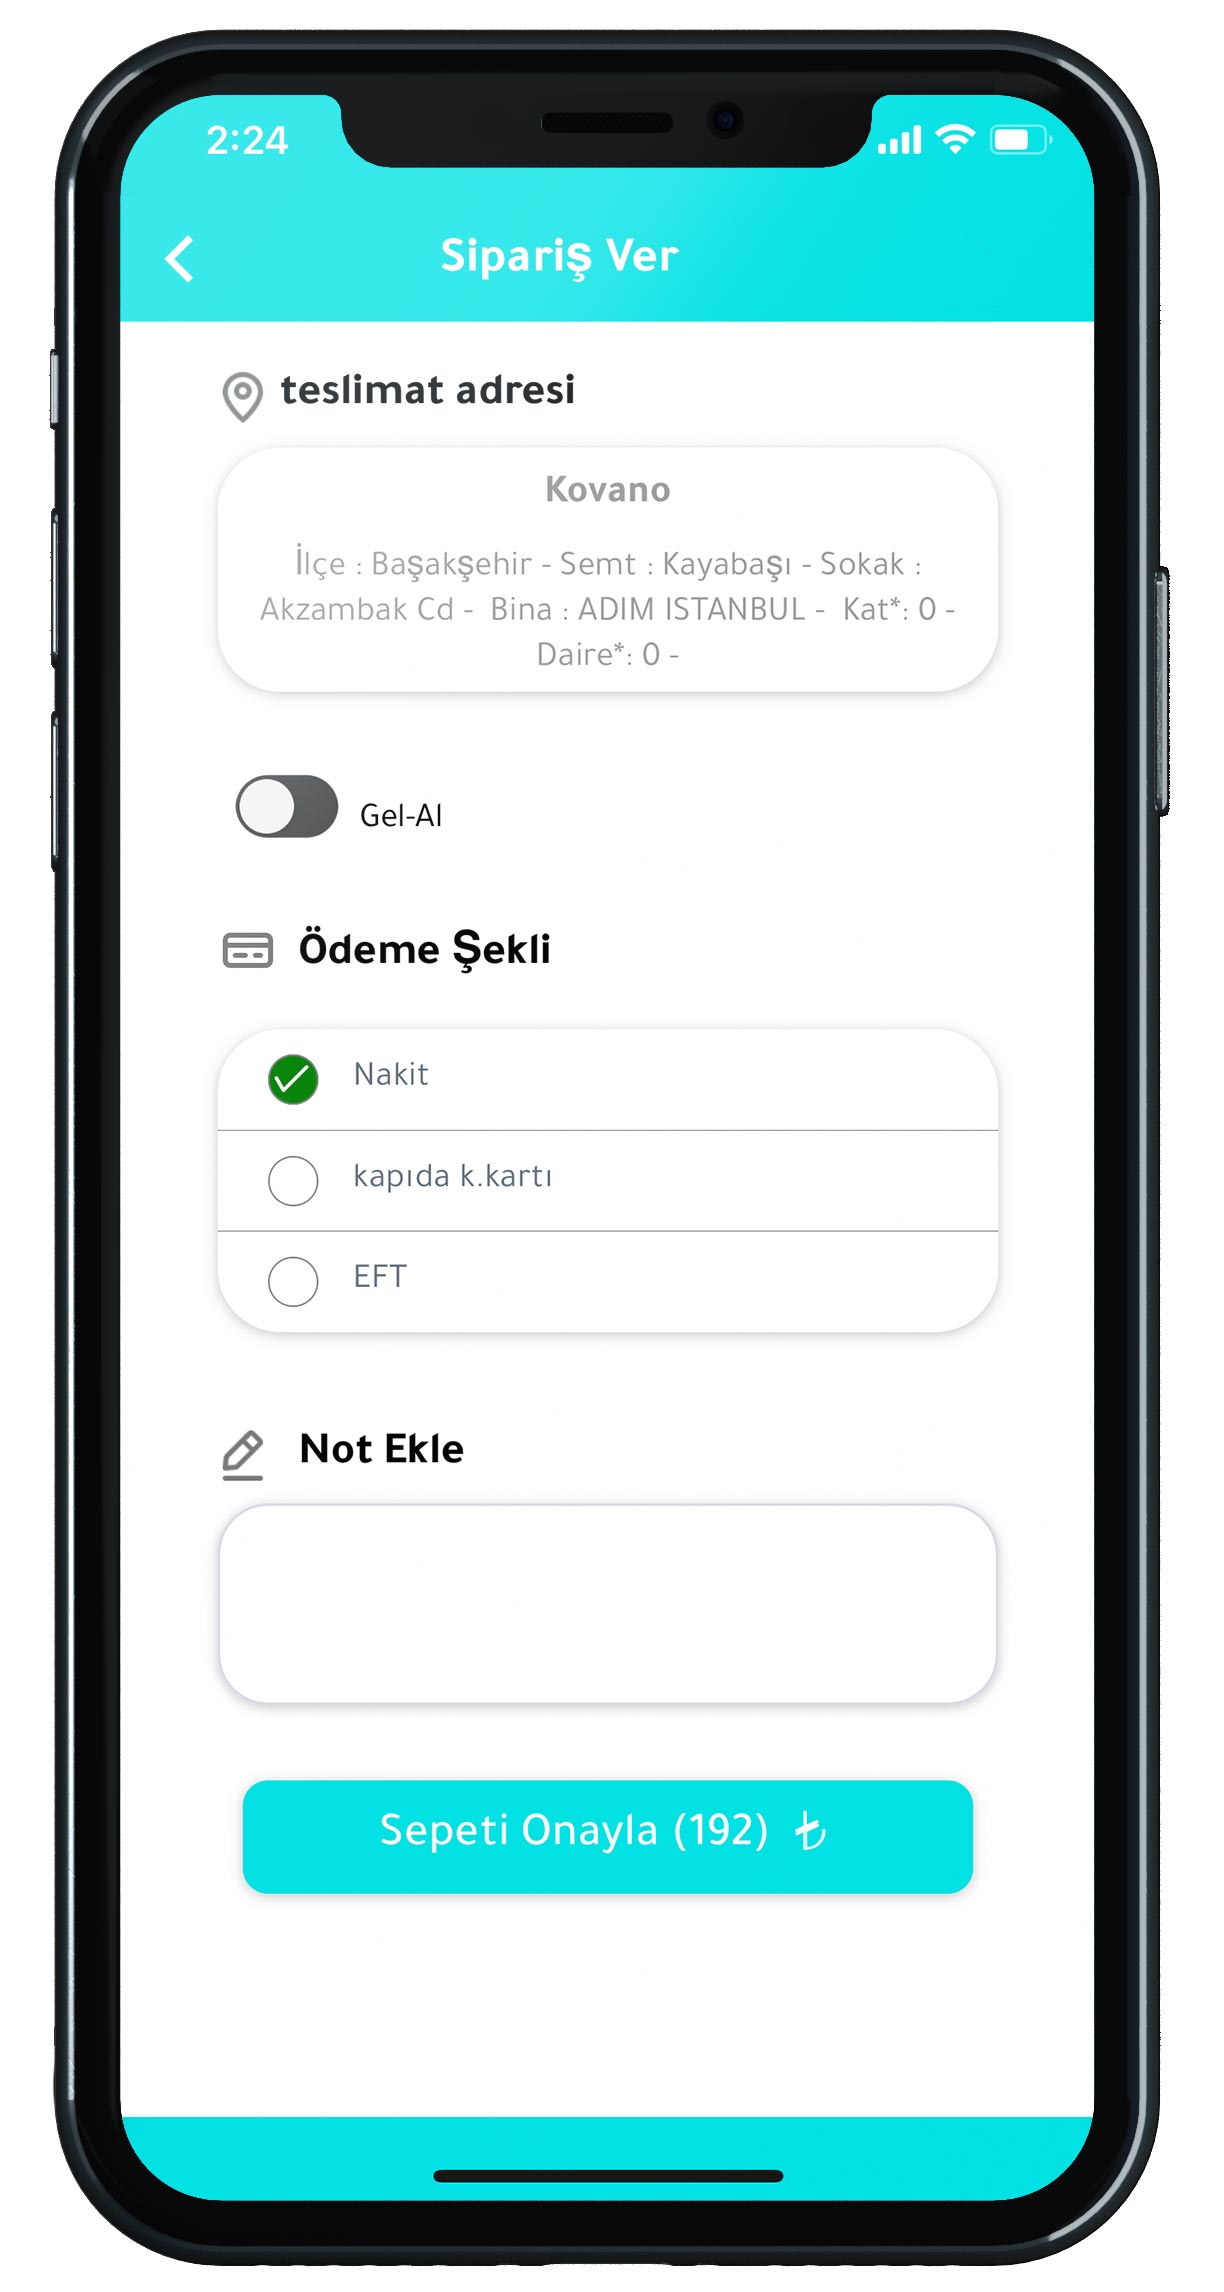 2:24
Sipariş Ver
teslimat adresi
Kovano
İlçe : Başakşehir - Semt : Kayabaşı - Sokak :
Akzambak Cd -  Bina : ADIM ISTANBUL -  Kat*: 0 -
Daire*: 0 -
Gel-Al
Ödeme Şekli
Nakit
kapıda k.kartı
EFT
Not Ekle
Sepeti Onayla (192) ₺